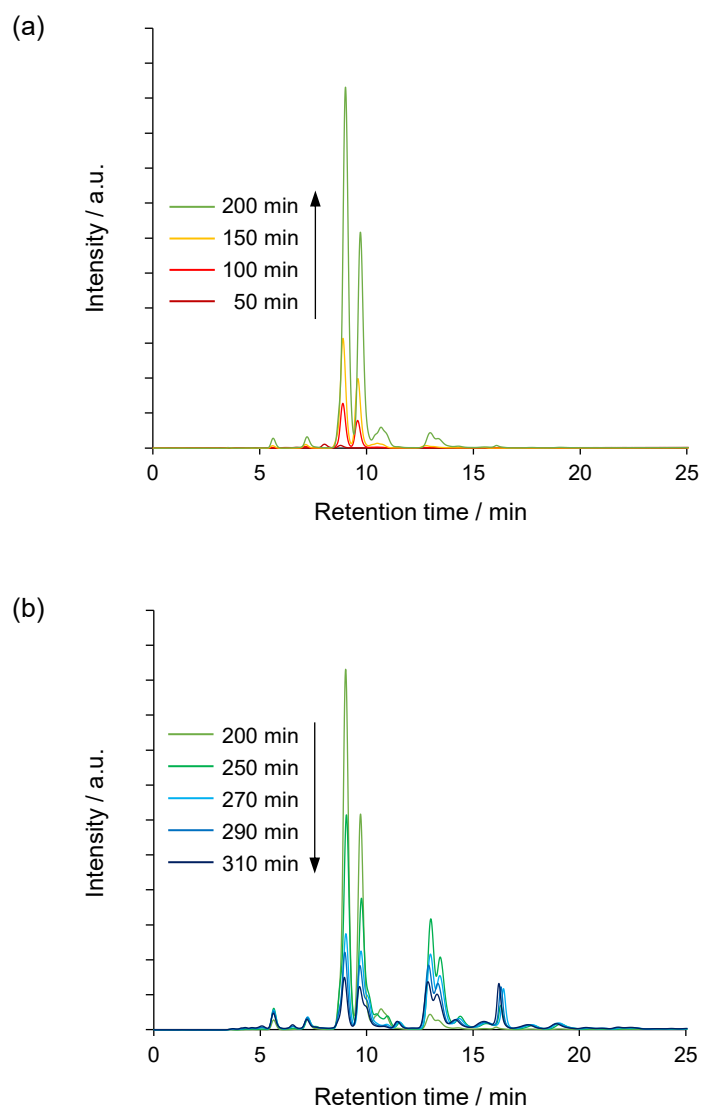 (a)
Intensity / a.u.
200 min
150 min
100 min
50 min
0 5 10 15 20 25
Retention time / min
(b)
Intensity / a.u.
200 min
250 min
270 min
290 min
310 min
0 5 10 15 20 25
Retention time / min